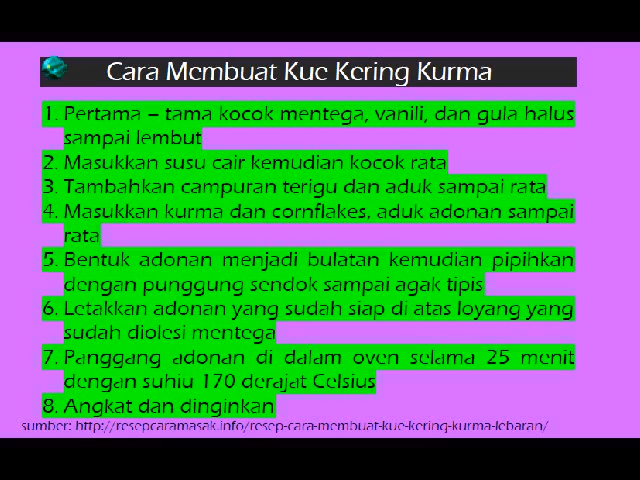 Cara Membuat Kue Kering Kurma
1. Pertama – tama kocok mentega, vanili, dan gula halus
sampai lembut
2. Masukkan susu cair kemudian kocok rata
3. Tambahkan campuran terigu dan aduk sampai rata
4. Masukkan kurma dan cornflakes, aduk adonan sampai
rata
5. Bentuk adonan menjadi bulatan kemudian pipihkan
dengan punggung sendok sampai agak tipis
6. Letakkan adonan yang sudah siap di atas loyang yang
sudah diolesi mentega
7. Panggang adonan di dalam oven selama 25 menit
dengan suhiu 170 derajat Celsius
8. Angkat dan dinginkan
sumber: http://resepcaramasak.info/resep-cara-membuat-kue-kering-kurma-lebaran/